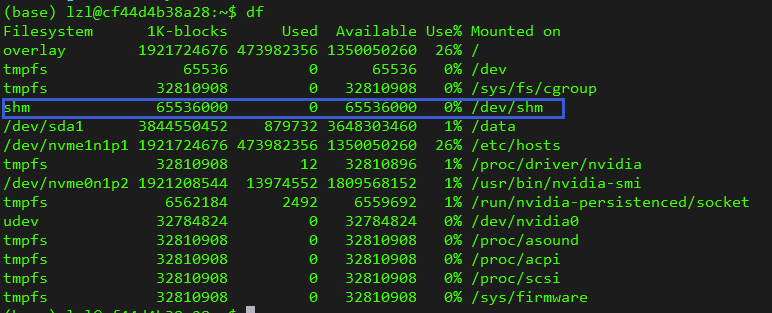 (base) lzl@cf44d4b38a28:~$ df
Filesystem      1K-blocks      Used  Available Use% Mounted on
overlay        1921724676 473982356 1350050260  26% /
tmpfs               65536         0      65536   0% /dev
tmpfs            32810908         0   32810908   0% /sys/fs/cgroup
shm              65536000         0   65536000   0% /dev/shm
/dev/sda1      3844550452    879732 3648303460   1% /data
/dev/nvme1n1p1 1921724676 473982356 1350050260  26% /etc/hosts
tmpfs            32810908        12   32810896   1% /proc/driver/nvidia
/dev/nvme0n1p2 1921208544  13974552 1809568152   1% /usr/bin/nvidia-smi
tmpfs             6562184      2492    6559692   1% /run/nvidia-persistenced/socket
udev             32784824         0   32784824   0% /dev/nvidia0
tmpfs            32810908         0   32810908   0% /proc/asound
tmpfs            32810908         0   32810908   0% /proc/acpi
tmpfs            32810908         0   32810908   0% /proc/scsi
tmpfs            32810908         0   32810908   0% /sys/firmware